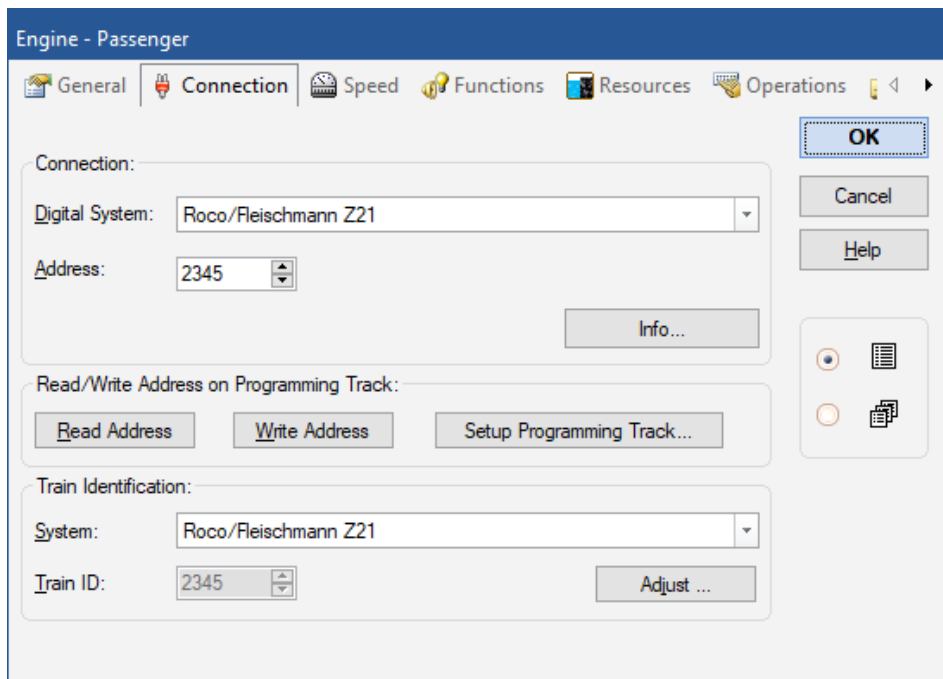 Engine - Passenger
General Connection Speed Functions Resources Operations
OK
Connection:
Digital System: Roco/Fleischmann Z21
Cancel
Address: 2345
Help
Info...
Read/Write Address on Programming Track:
Read Address Write Address Setup Programming Track...
Train Identification:
System: Roco/Fleischmann Z21
Train ID: 2345 Adjust ...